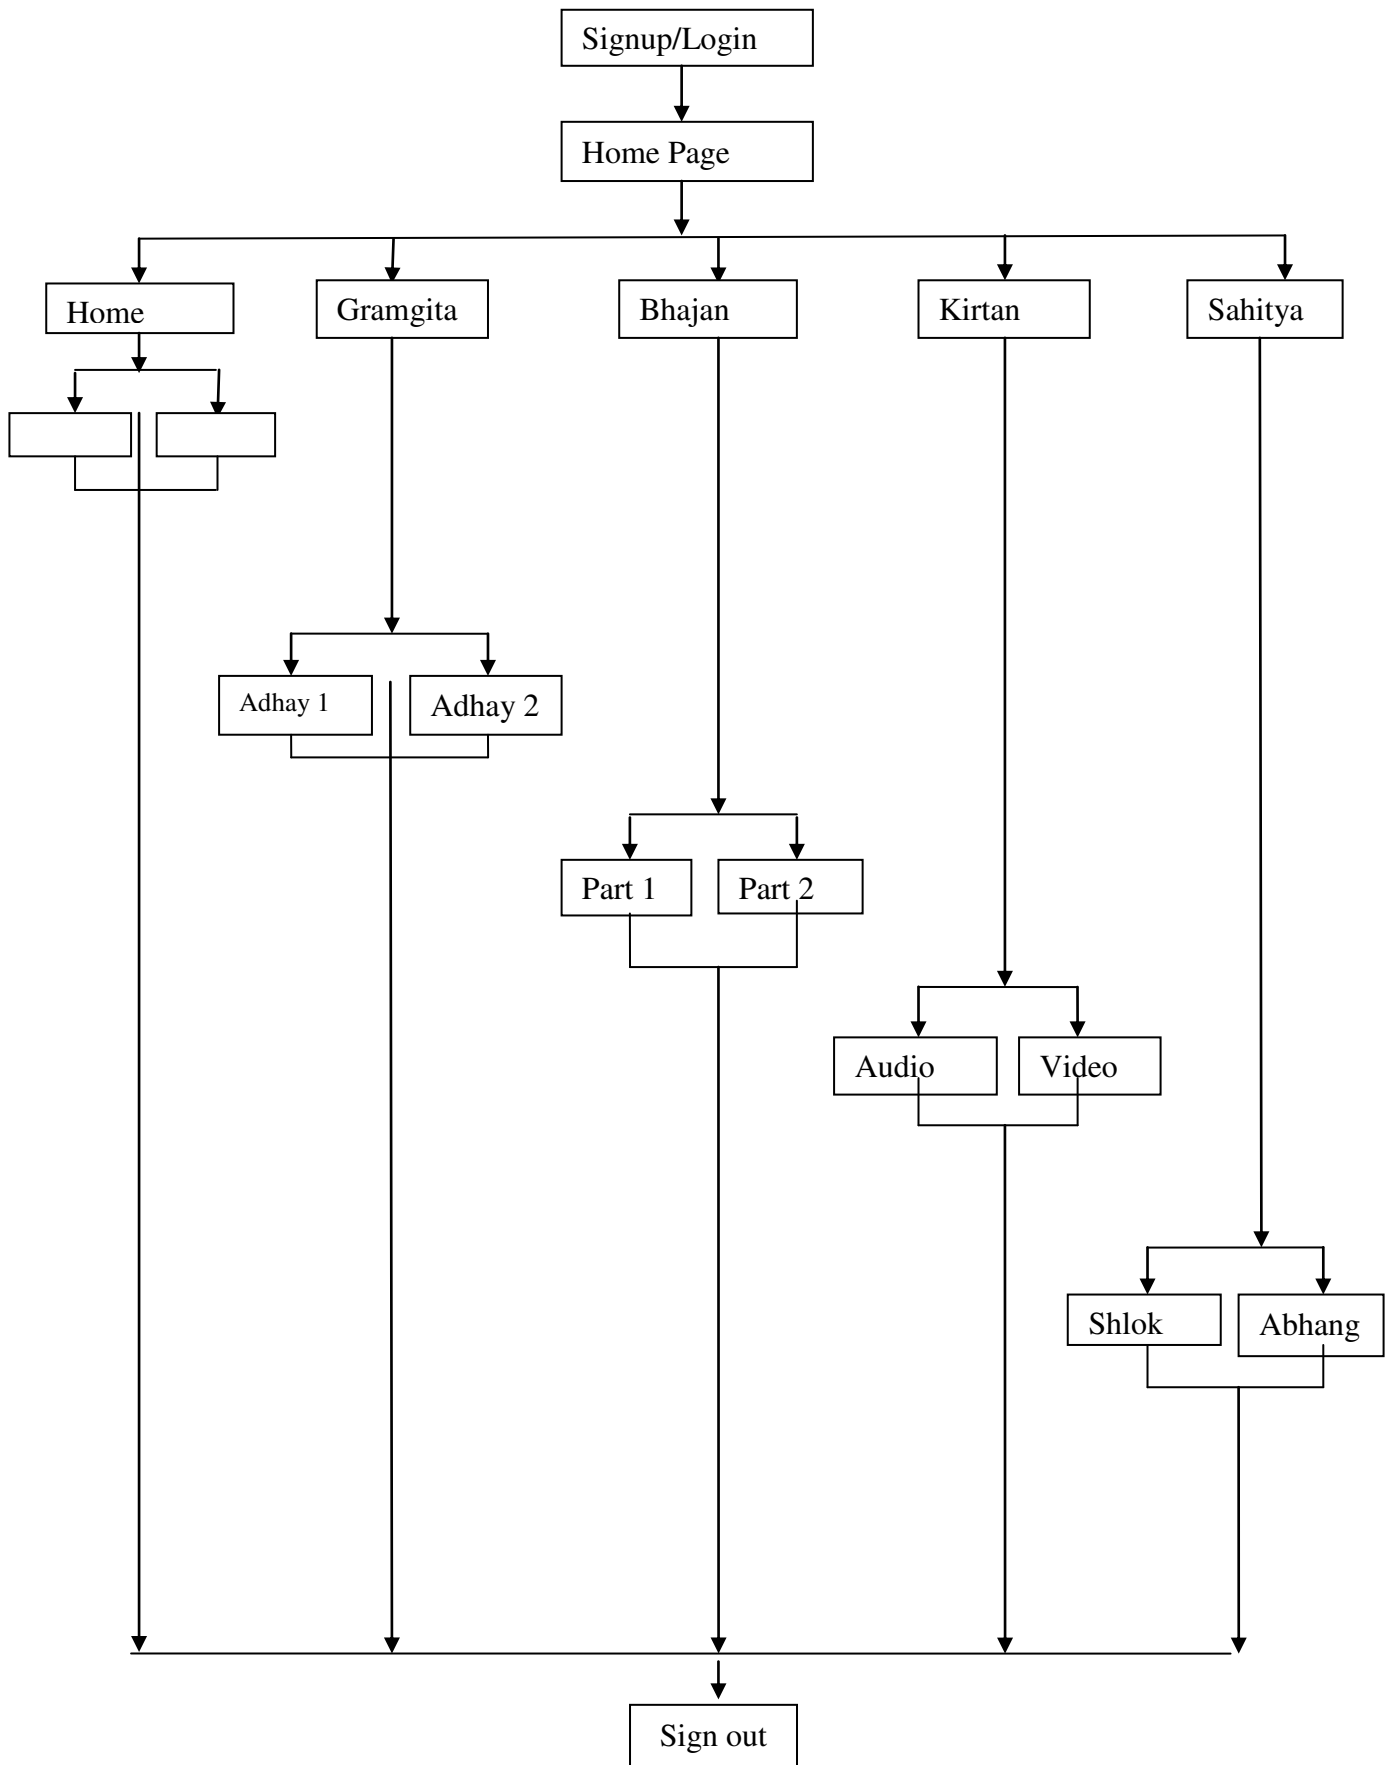 Signup/Login
Home Page
Home
Gramgita
Bhajan
Kirtan
Sahitya
Adhay 1
Adhay 2
Part 1
Part 2
Audio
Video
Shlok
Abhang
Sign out